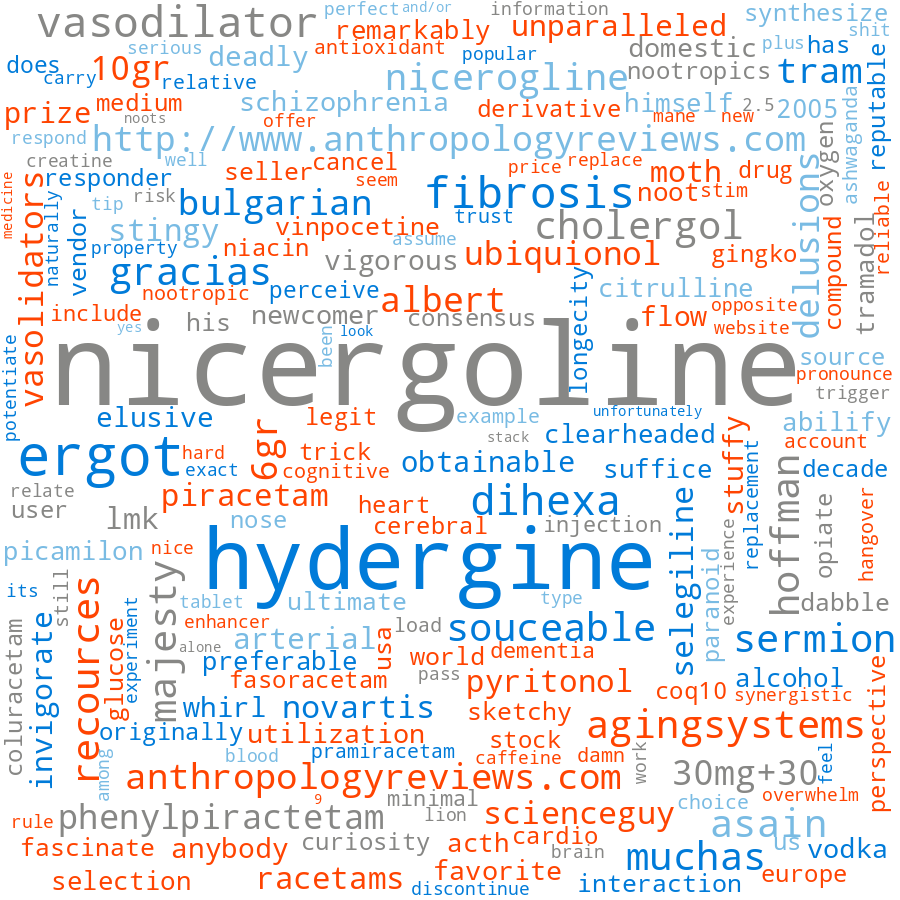 perfect and/or information
vasodilator remarkably unparalleled synthesize
serious antioxidant domestic plus has shit
does deadly popular
carry 10gr relative nicerogline nootropics tram reputable
prize medium schizophrenia derivative himself 2.5 2005
noots offer mane new
respond http://www.anthropologyreviews.com oxygen ashwagandha
creatine well cancel price replace moth drug
responder seller seem fibrosis noot stim
medicine vasolidators naturally tip risk bulgarian trust cholergol delusions tramadol reliable
vendor stingy vinpocetine assume
property niacin vigorous ubiquionol gingko compound
gracias
nootropic perceive albert longecity citrulline opposite
include his newcomer consensus flow website
yes been look
potentiate nicergoline source
pronounce
trigger
elusive legit example unfortunately abilify
stack clearheaded account
ergot hard 6gr trick obtainable suffice stuffy decade
exact cognitive
relate piracetam heart dihexa replacement hoffman
user lmk nose cerebral injection opiate hangover
picamilon nice hydergine selegiline paranoid experience
its still majesty tablet ultimate type dabble
recources enhancer
invigorate glucose experiment alone arterial load souceable sermion
coluracetam preferable usa world dementia
fasoracetam pass pyritonol coq10 alcohol
whirl novartis sketchy synergistic
originally utilization stock agingsystems perspective
among blood pramiracetam caffeine damn work feel
anthropologyreviews.com 30mg+30
9 minimal choice overwhelm
rule phenylpiractetam lion scienceguy asain
fascinate anybody curiosity acth cardio brain us vodka
muchas
selection racetams favorite europe
discontinue interaction